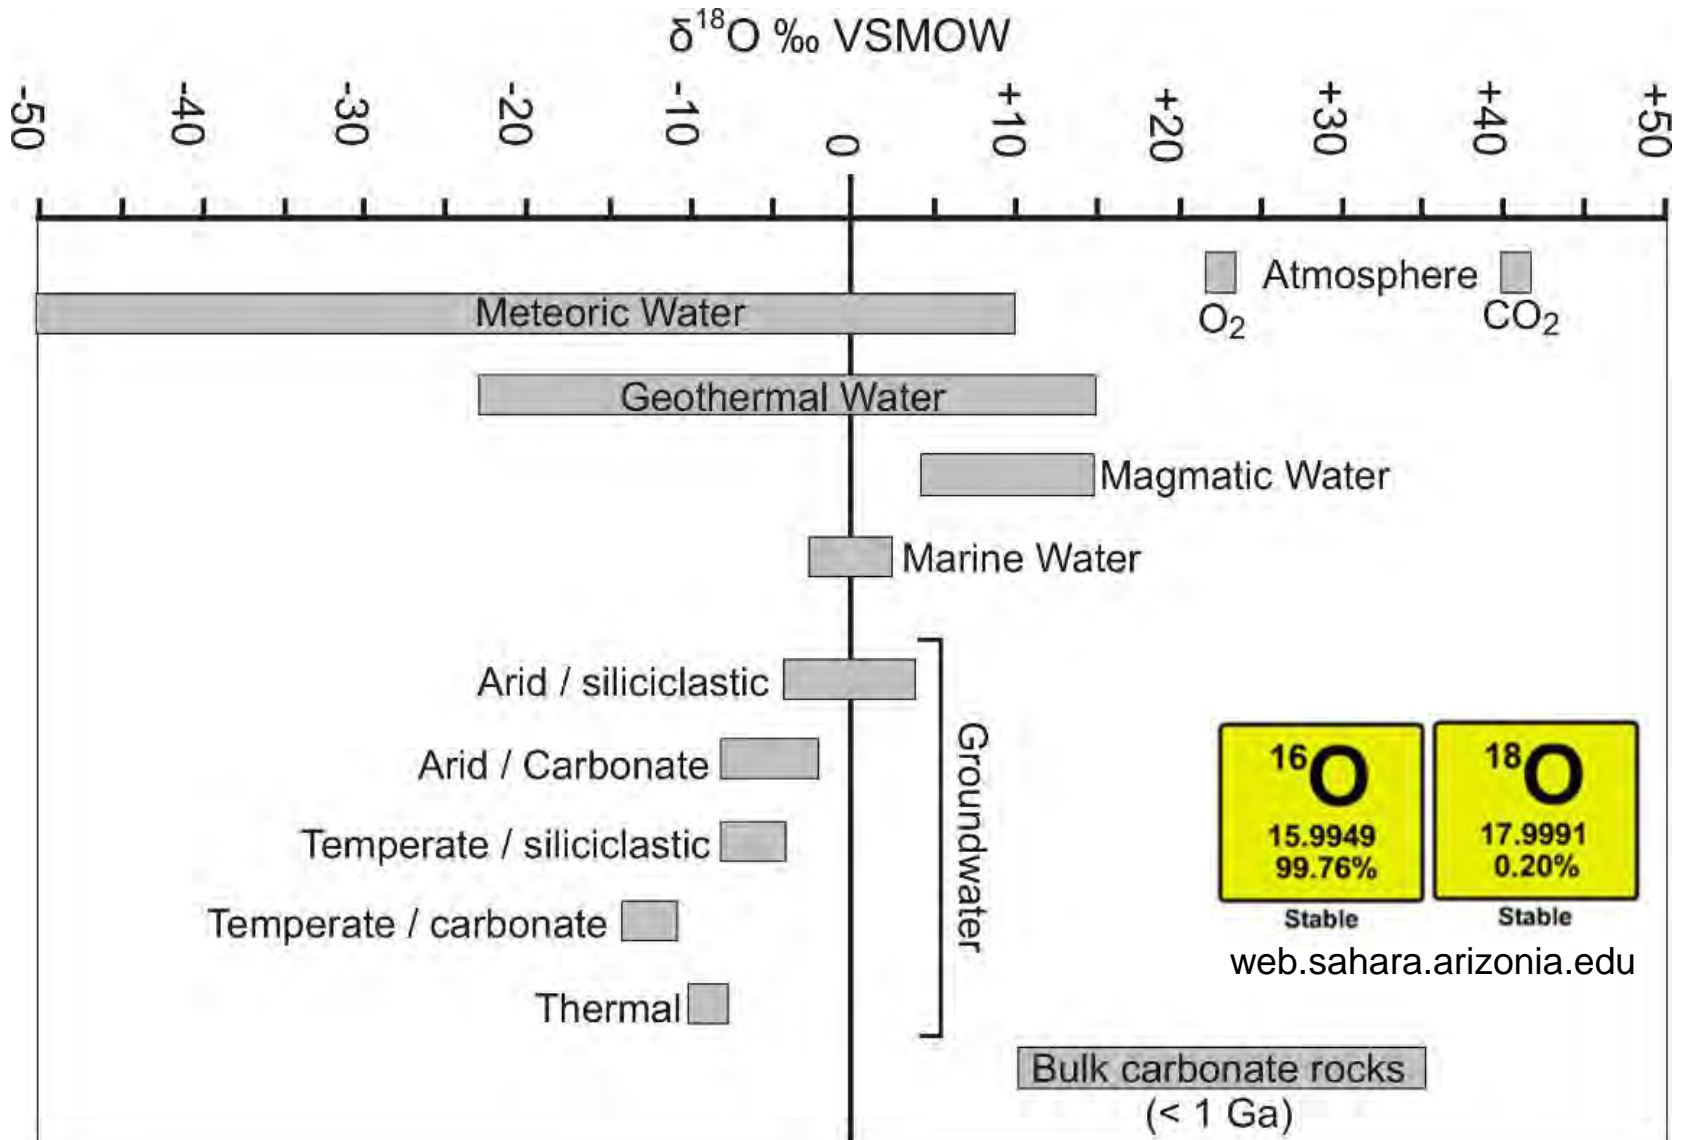 δ¹⁸O ‰ VSMOW
-50 -40 -30 -20 -10 0 +10 +20 +30 +40 +50
Atmosphere
O₂ CO₂
Meteoric Water
Geothermal Water
Magmatic Water
Marine Water
Arid / siliciclastic
Arid / Carbonate
Temperate / siliciclastic
Temperate / carbonate
Thermal
Groundwater
¹⁶O
15.9949
99.76%
Stable
¹⁸O
17.9991
0.20%
Stable
web.sahara.arizonia.edu
Bulk carbonate rocks
(< 1 Ga)